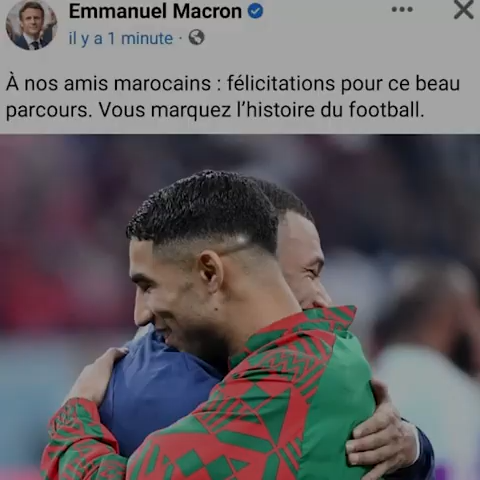 Emmanuel Macron
il y a 1 minute ·
À nos amis marocains : félicitations pour ce beau
parcours. Vous marquez l’histoire du football.